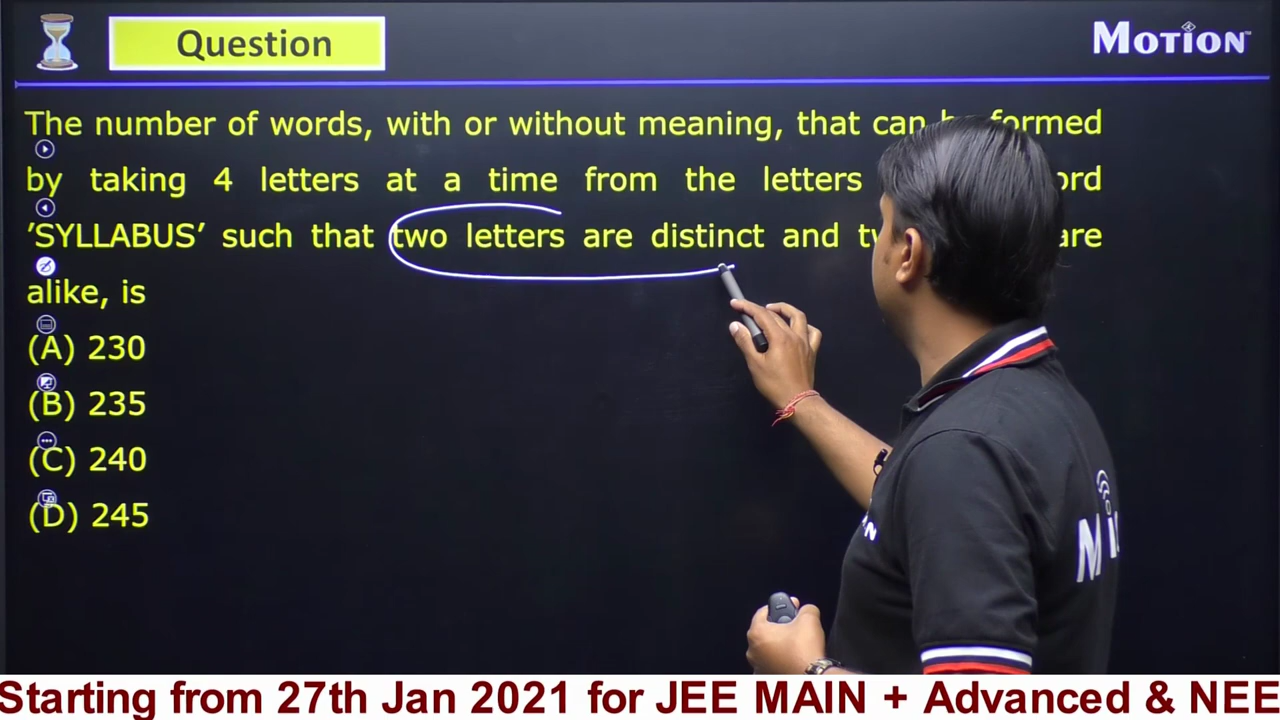 Question
MOTION
The number of words, with or without meaning, that can be formed
by taking 4 letters at a time from the letters
'SYLLABUS' such that two letters are distinct and are
alike, is
(A) 230
(B) 235
(C) 240
(D) 245
Starting from 27th Jan 2021 for JEE MAIN + Advanced & NEE